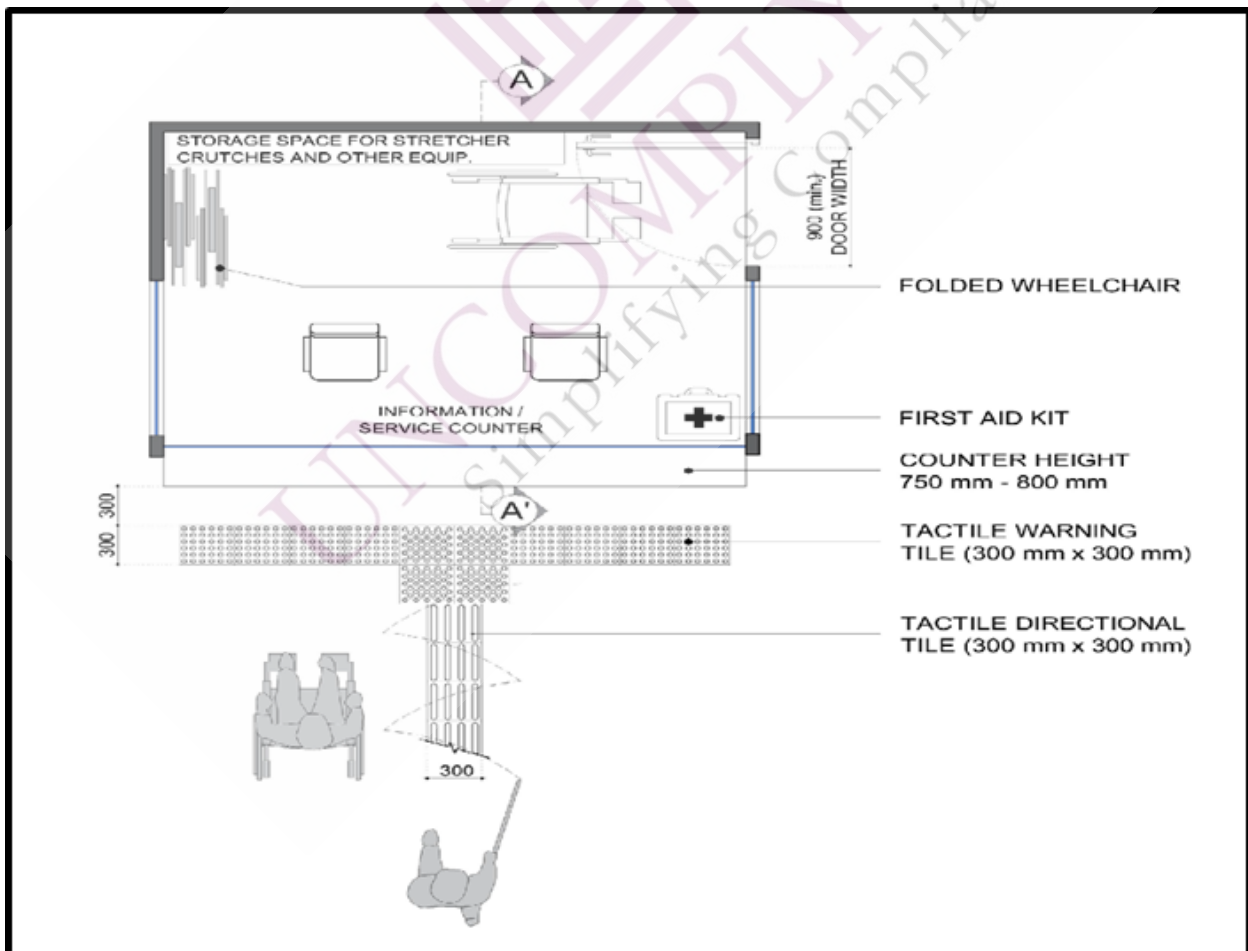 A
STORAGE SPACE FOR STRETCHER
CRUTCHES AND OTHER EQUIP.
900 (min.)
DOOR WIDTH
FOLDED WHEELCHAIR
INFORMATION /
SERVICE COUNTER
FIRST AID KIT
COUNTER HEIGHT
750 mm - 800 mm
300
A'
300
TACTILE WARNING
TILE (300 mm x 300 mm)
TACTILE DIRECTIONAL
TILE (300 mm x 300 mm)
300
UNCOMPLY
Simplifying Complia